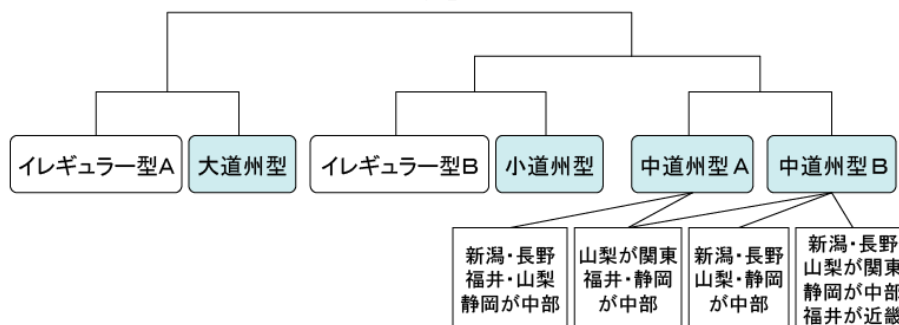 イレギュラー型A
大道州型
イレギュラー型B
小道州型
中道州型A
中道州型B
新潟・長野
福井・山梨
静岡が中部
山梨が関東
福井・静岡
が中部
新潟・長野
山梨・静岡
が中部
新潟・長野
山梨が関東
静岡が中部
福井が近畿